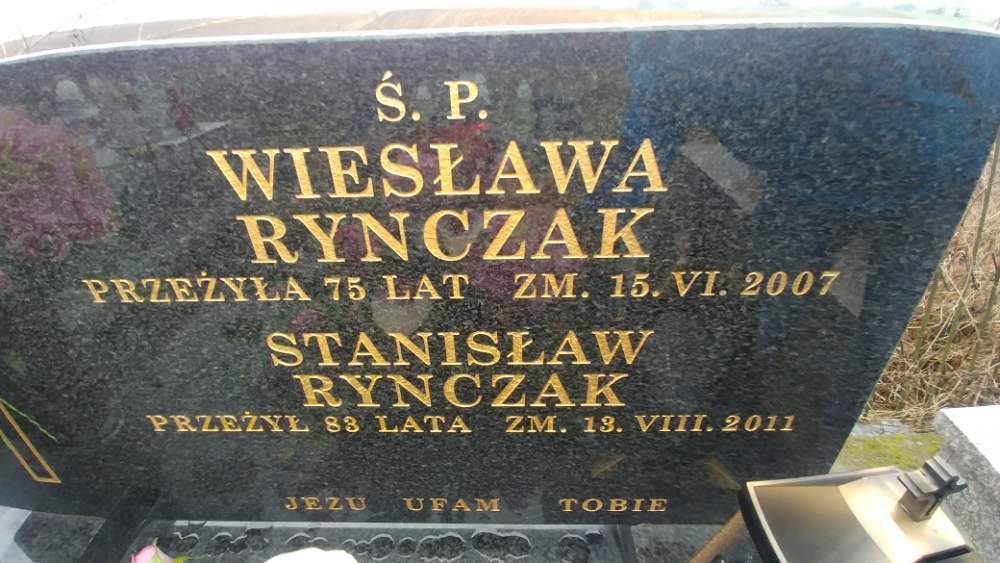 Ś. P.
WIESŁAWA
RYNCZAK
PRZEŻYŁA 75 LAT ZM. 15. VI. 2007
STANISŁAW
RYNCZAK
PRZEŻYŁ 83 LATA ZM. 13. VIII. 2011
JEZU UFAM TOBIE